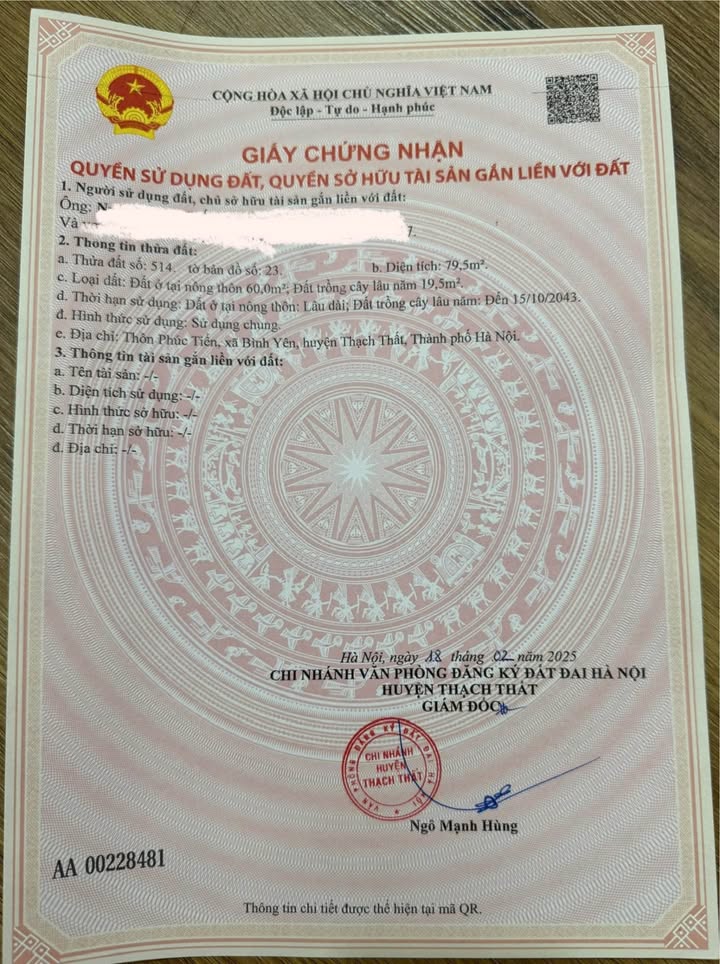 CỘNG HÒA XÃ HỘI CHỦ NGHĨA VIỆT NAM
Độc lập - Tự do - Hạnh phúc
GIẤY CHỨNG NHẬN
QUYỀN SỬ DỤNG ĐẤT, QUYỀN SỞ HỮU TÀI SẢN GẮN LIỀN VỚI ĐẤT
1. Người sử dụng đất, chủ sở hữu tài sản gắn liền với đất:
Ông: N
Và
2. Thông tin thửa đất:
a. Thửa đất số: 514. tờ bản đồ số: 23. b. Diện tích: 79,5m².
c. Loại đất: Đất ở tại nông thôn 60,0m²; Đất trồng cây lâu năm 19,5m².
d. Thời hạn sử dụng: Đất ở tại nông thôn: Lâu dài; Đất trồng cây lâu năm: Đến 15/10/2043.
đ. Hình thức sử dụng: Sử dụng chung.
e. Địa chỉ: Thôn Phúc Tiến, xã Bình Yên, huyện Thạch Thất, Thành phố Hà Nội.
3. Thông tin tài sản gắn liền với đất:
a. Tên tài sản: -/-
b. Diện tích sử dụng: -/-
c. Hình thức sở hữu: -/-
d. Thời hạn sở hữu: -/-
đ. Địa chỉ: -/-
Hà Nội, ngày 18 tháng 02 năm 2025
CHI NHÁNH VĂN PHÒNG ĐĂNG KÝ ĐẤT ĐAI HÀ NỘI
HUYỆN THẠCH THẤT
GIÁM ĐỐC
VĂN PHÒNG ĐĂNG KÝ ĐẤT ĐAI HÀ NỘI
CHI NHÁNH
HUYỆN
THẠCH THẤT
Ngô Mạnh Hùng
AA 00228481
Thông tin chi tiết được thể hiện tại mã QR.